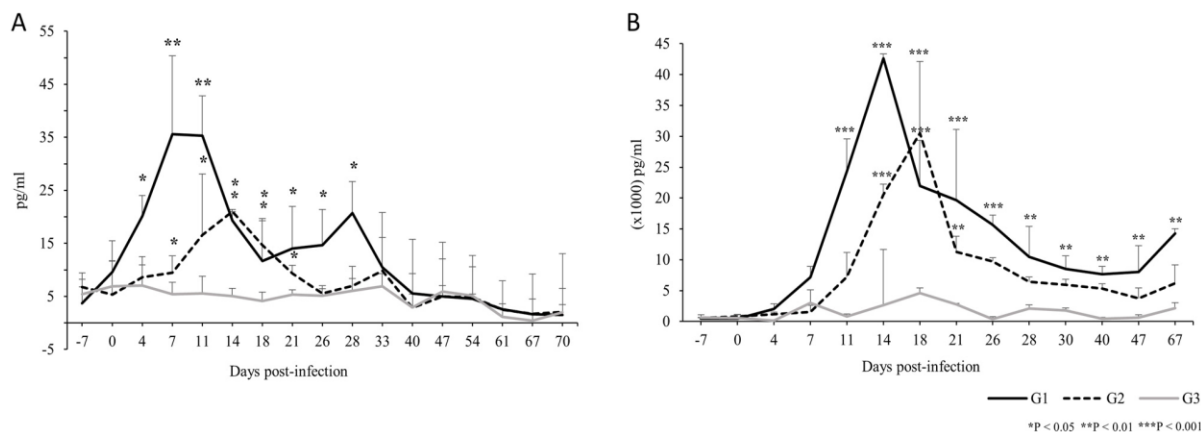 A
55
45
35
25
15
5
-5
pg/ml
** ** * * * * * * * * * * * *
-7 0 4 7 11 14 18 21 26 28 33 40 47 54 61 67 70
Days post-infection
B
45
40
35
30
25
20
15
10
5
0
(x1000) pg/ml
*** *** *** *** *** *** *** ** ** ** ** ** **
-7 0 4 7 11 14 18 21 26 28 30 40 47 67
Days post-infection
G1 G2 G3
*P < 0.05 **P < 0.01 ***P < 0.001